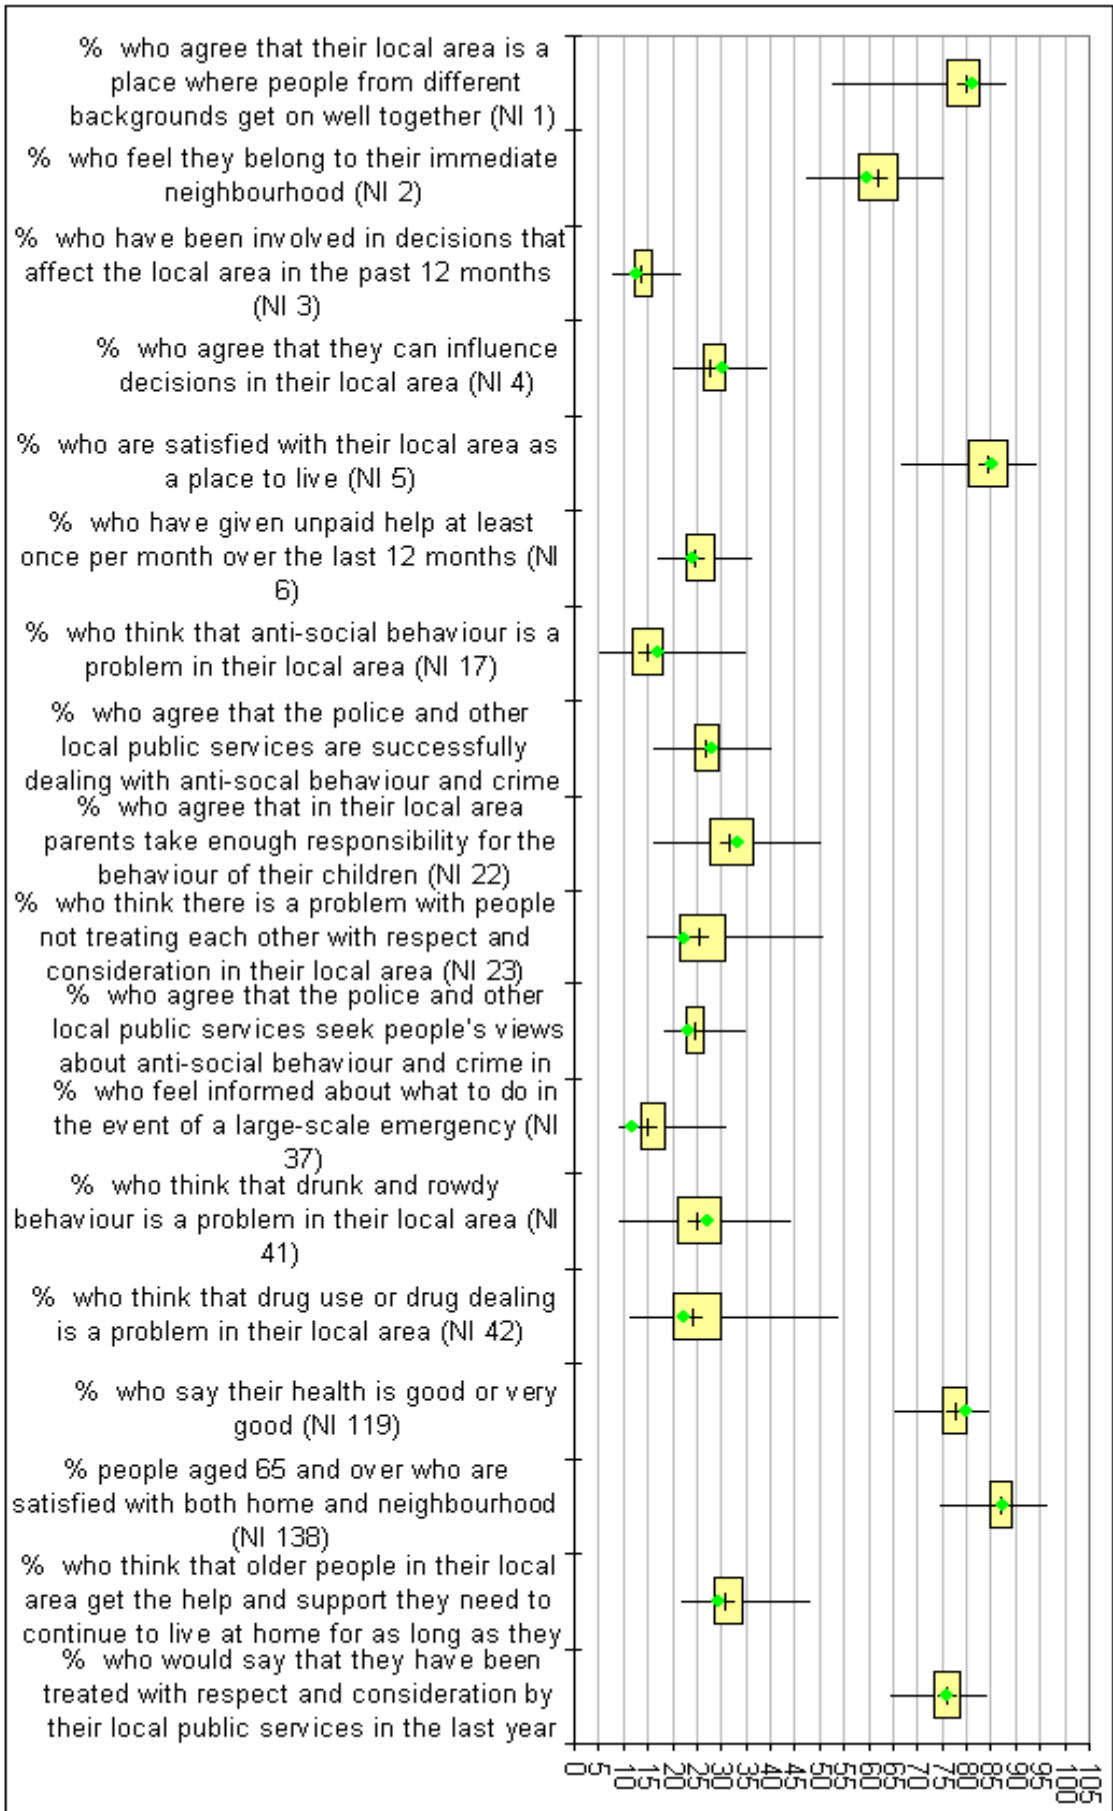 % who agree that their local area is a
place where people from different
backgrounds get on well together (NI 1)
% who feel they belong to their immediate
neighbourhood (NI 2)
% who have been involved in decisions that
affect the local area in the past 12 months
(NI 3)
% who agree that they can influence
decisions in their local area (NI 4)
% who are satisfied with their local area as
a place to live (NI 5)
% who have given unpaid help at least
once per month over the last 12 months (NI
6)
% who think that anti-social behaviour is a
problem in their local area (NI 17)
% who agree that the police and other
local public services are successfully
dealing with anti-socal behaviour and crime
% who agree that in their local area
parents take enough responsibility for the
behaviour of their children (NI 22)
% who think there is a problem with people
not treating each other with respect and
consideration in their local area (NI 23)
% who agree that the police and other
local public services seek people's views
about anti-social behaviour and crime in
% who feel informed about what to do in
the event of a large-scale emergency (NI
37)
% who think that drunk and rowdy
behaviour is a problem in their local area (NI
41)
% who think that drug use or drug dealing
is a problem in their local area (NI 42)
% who say their health is good or very
good (NI 119)
% people aged 65 and over who are
satisfied with both home and neighbourhood
(NI 138)
% who think that older people in their local
area get the help and support they need to
continue to live at home for as long as they
% who would say that they have been
treated with respect and consideration by
their local public services in the last year
0
5
10
15
20
25
30
35
40
45
50
55
60
65
70
75
80
85
90
95
100
105